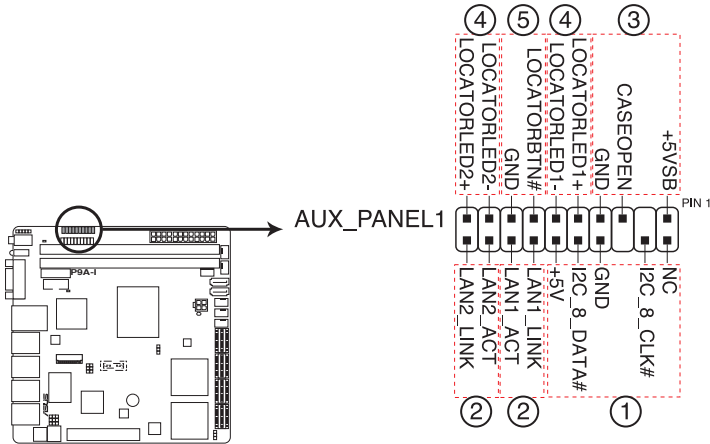 ④ ⑤ ④ ③
LOCATORLED2+
LOCATORLED2-
GND
LOCATORBTN#
LOCATORLED1-
LOCATORLED1+
GND
CASEOPEN
+5VSB
PIN 1
AUX_PANEL1
LAN2_LINK
LAN2_ACT
LAN1_ACT
LAN1_LINK
+5V
I2C_8_DATA#
GND
I2C_8_CLK#
NC
② ② ①
P9A-I